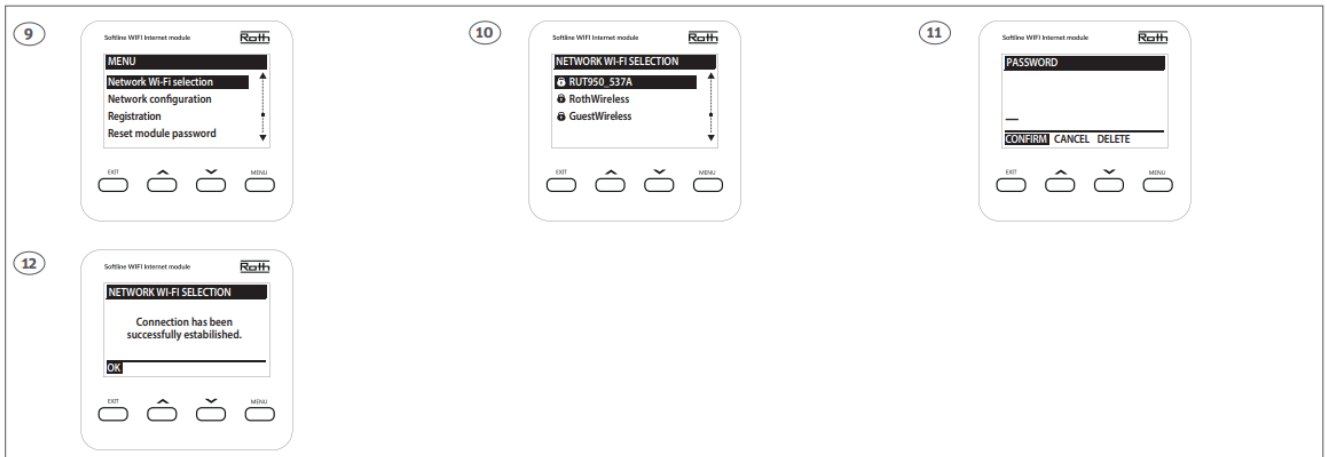 9
Softline WIFI Internet module Roth
MENU
Network Wi-Fi selection
Network configuration
Registration
Reset module password
EXIT MENU
10
Softline WIFI Internet module Roth
NETWORK WI-FI SELECTION
RUT950_537A
RothWireless
GuestWireless
EXIT MENU
11
Softline WIFI Internet module Roth
PASSWORD
_
CONFIRM CANCEL DELETE
EXIT MENU
12
Softline WIFI Internet module Roth
NETWORK WI-FI SELECTION
Connection has been
successfully estabilished.
OK
EXIT MENU